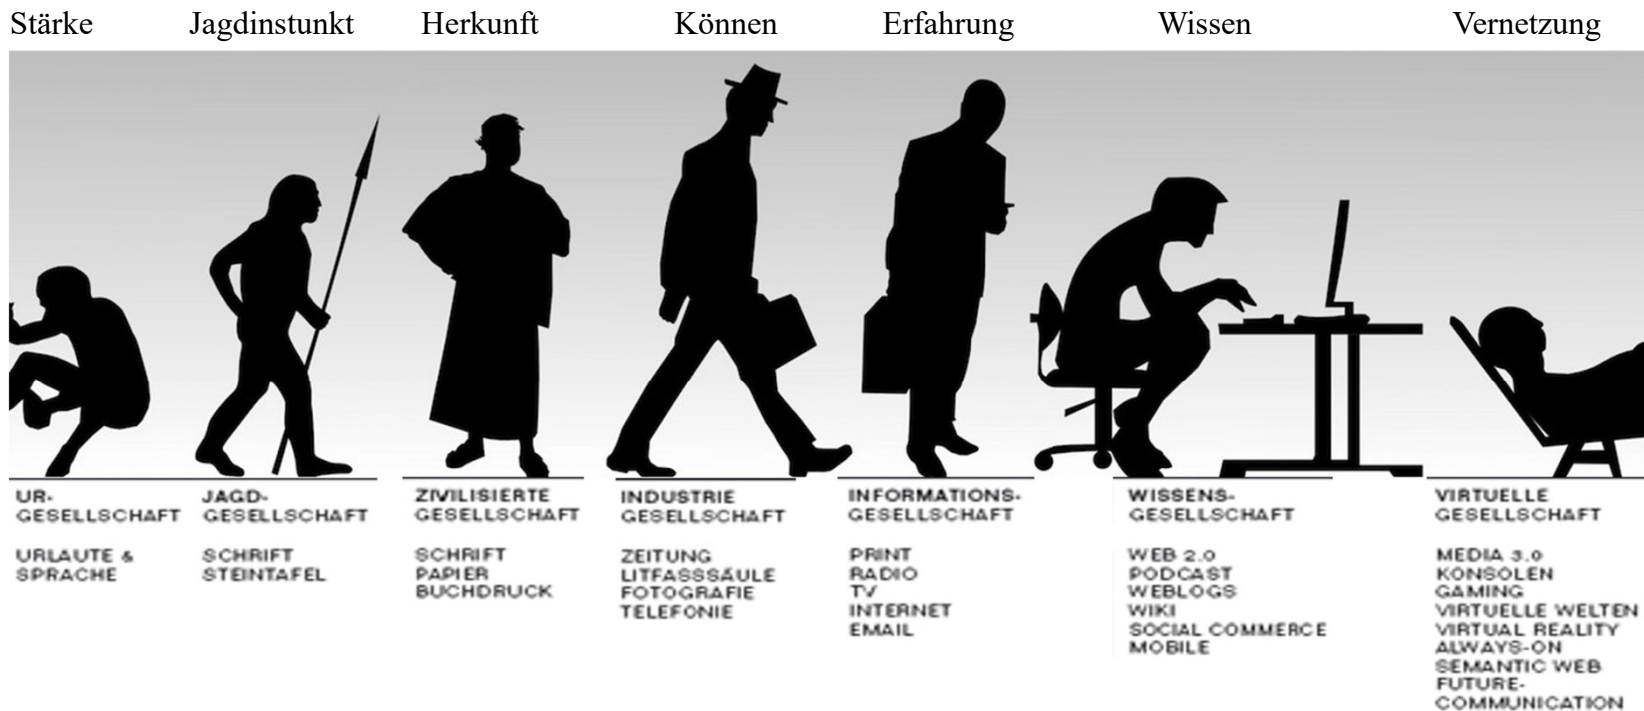 Stärke Jagdinstunkt Herkunft Können Erfahrung Wissen Vernetzung
UR-
GESELLSCHAFT
URLAUTE &
SPRACHE
JAGD-
GESELLSCHAFT
SCHRIFT
STEINTAFEL
ZIVILISIERTE
GESELLSCHAFT
SCHRIFT
PAPIER
BUCHDRUCK
INDUSTRIE
GESELLSCHAFT
ZEITUNG
LITFASSSÄULE
FOTOGRAFIE
TELEFONIE
INFORMATIONS-
GESELLSCHAFT
PRINT
RADIO
TV
INTERNET
EMAIL
WISSENS-
GESELLSCHAFT
WEB 2.0
PODCAST
WEBLOGS
WIKI
SOCIAL COMMERCE
MOBILE
VIRTUELLE
GESELLSCHAFT
MEDIA 3.0
KONSOLEN
GAMING
VIRTUELLE WELTEN
VIRTUAL REALITY
ALWAYS-ON
SEMANTIC WEB
FUTURE-
COMMUNICATION